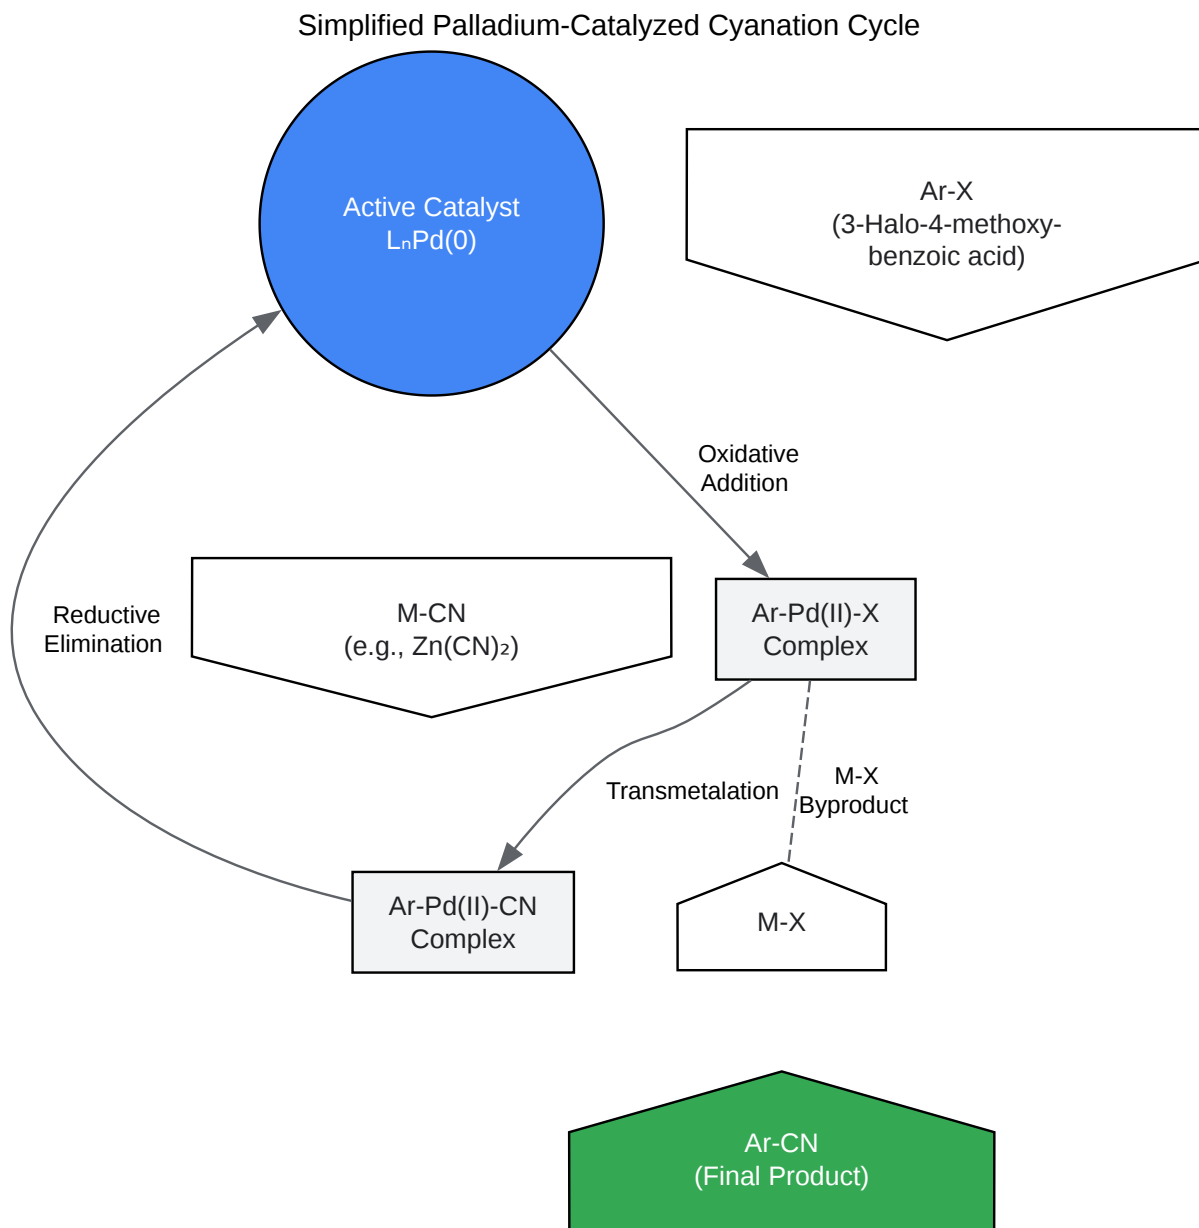 Simplified Palladium-Catalyzed Cyanation Cycle
Active Catalyst
LₙPd(0)
Ar-X
(3-Halo-4-methoxy-
benzoic acid)
Oxidative
Addition
Reductive
Elimination
M-CN
(e.g., Zn(CN)₂)
Ar-Pd(II)-X
Complex
Transmetalation
M-X
Byproduct
Ar-Pd(II)-CN
Complex
M-X
Ar-CN
(Final Product)